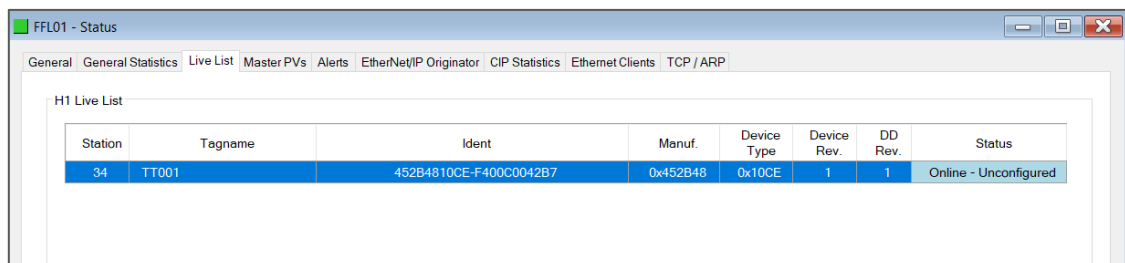 FFL01 - Status
General General Statistics Live List Master PVs Alerts EtherNet/IP Originator CIP Statistics Ethernet Clients TCP / ARP
H1 Live List
Station Tagname Ident Manuf. Device Type Device Rev. DD Rev. Status
34 TT001 452B4810CE-F400C0042B7 0x452B48 0x10CE 1 1 Online - Unconfigured